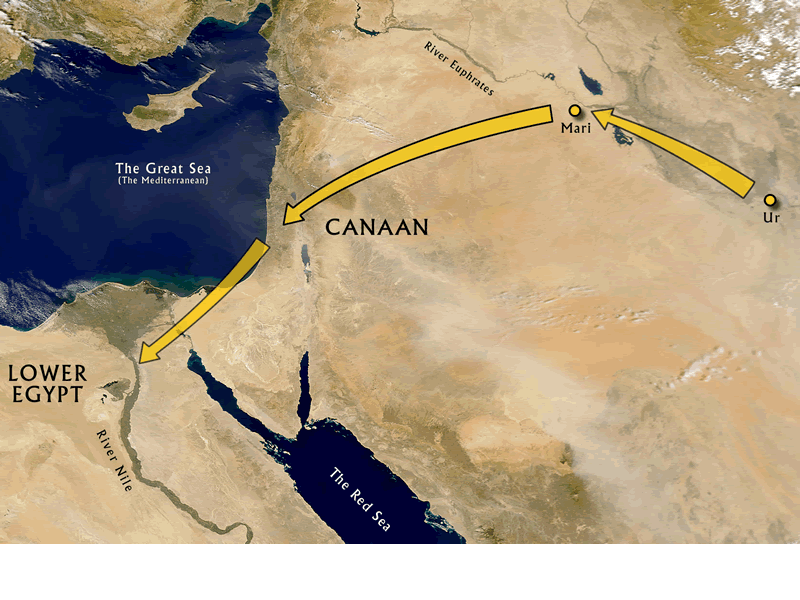 River Euphrates
Mari
The Great Sea
(The Mediterranean)
Ur
CANAAN
LOWER
EGYPT
River Nile
The Red Sea